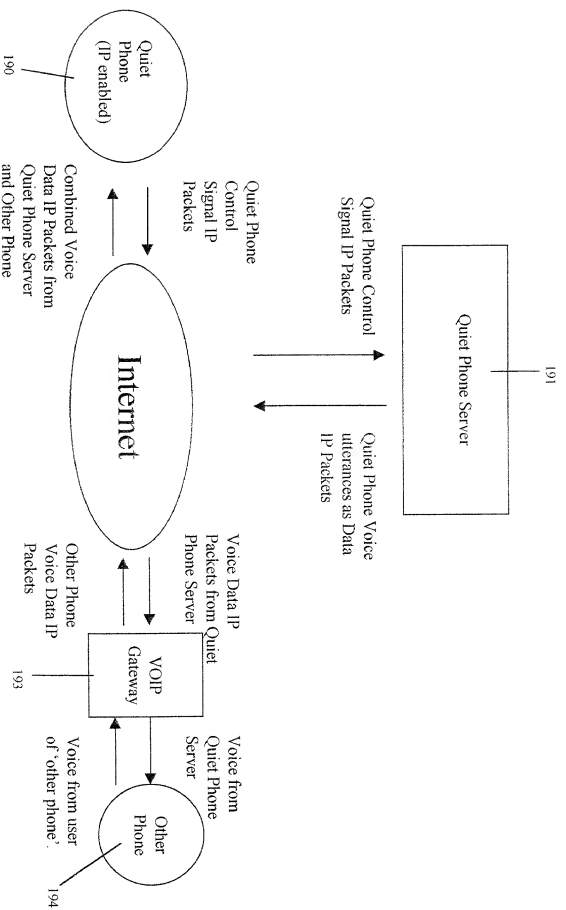 191
Quiet Phone Server
Quiet Phone Control
Signal IP Packets
Quiet Phone Voice
utterances as Data
IP Packets
Quiet Phone
Control
Signal IP
Packets
Voice Data IP
Packets from Quiet
Phone Server
Voice from
Quiet Phone
Server
Quiet
Phone
(IP enabled)
190
Internet
VOIP
Gateway
193
Other
Phone
194
Combined Voice
Data IP Packets from
Quiet Phone Server
and Other Phone
Other Phone
Voice Data IP
Packets
Voice from user
of ‘other phone’.